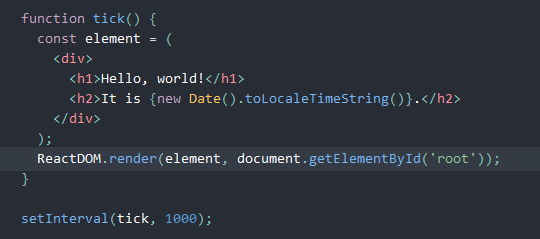 function tick() {
  const element = (
    <div>
      <h1>Hello, world!</h1>
      <h2>It is {new Date().toLocaleTimeString()}.</h2>
    </div>
  );
  ReactDOM.render(element, document.getElementById('root'));
}

setInterval(tick, 1000);